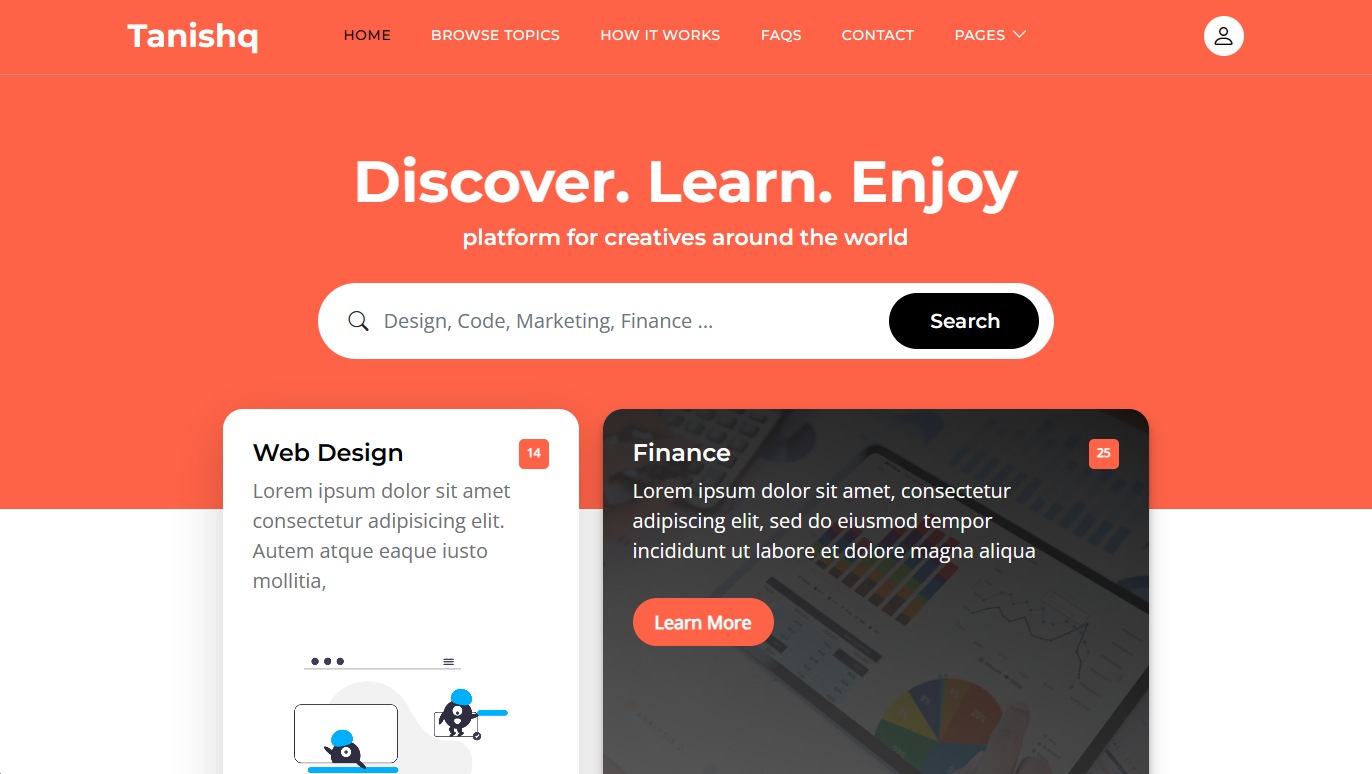 Tanishq
HOME BROWSE TOPICS HOW IT WORKS FAQS CONTACT PAGES
Discover. Learn. Enjoy
platform for creatives around the world
Design, Code, Marketing, Finance ...
Search
Web Design
14
Lorem ipsum dolor sit amet
consectetur adipisicing elit.
Autem atque eaque iusto
mollitia,
Finance
25
Lorem ipsum dolor sit amet, consectetur
adipiscing elit, sed do eiusmod tempor
incididunt ut labore et dolore magna aliqua
Learn More